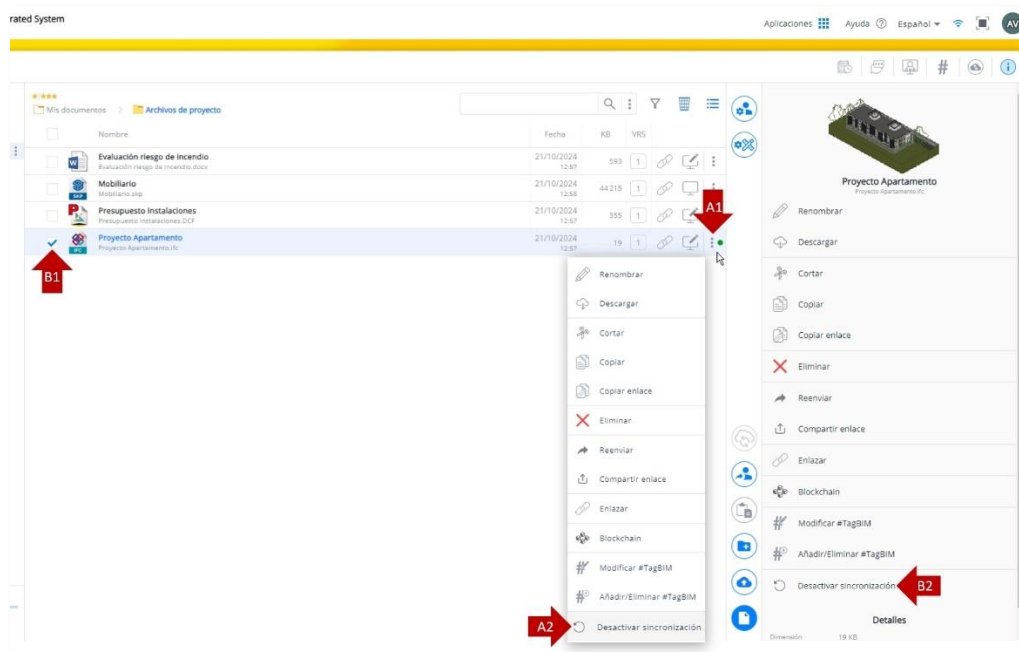 rated System
Aplicaciones Ayuda Español AV
Mis documentos > Archivos de proyecto
Nombre Fecha KB VRS
Evaluación riesgo de incendio 21/10/2024 593 1
Evaluación riesgo de incendio.docx 12:57
Mobiliario 21/10/2024 44215 1
Mobiliario.skp 12:58
SKP
Presupuesto Instalaciones 21/10/2024 355 1
Presupuesto Instalaciones.DCF 12:57
A1
Proyecto Apartamento 21/10/2024 19 1
Proyecto Apartamento.ifc 12:57
IFC
B1
Renombrar
Descargar
Cortar
Copiar
Copiar enlace
Eliminar
Reenviar
Compartir enlace
Enlazar
Blockchain
Modificar #TagBIM
Añadir/Eliminar #TagBIM
A2 Desactivar sincronización
Proyecto Apartamento
Proyecto Apartamento.ifc
Renombrar
Descargar
Cortar
Copiar
Copiar enlace
Eliminar
Reenviar
Compartir enlace
Enlazar
Blockchain
Modificar #TagBIM
Añadir/Eliminar #TagBIM
Desactivar sincronización B2
Detalles
Dimensión 19 KB